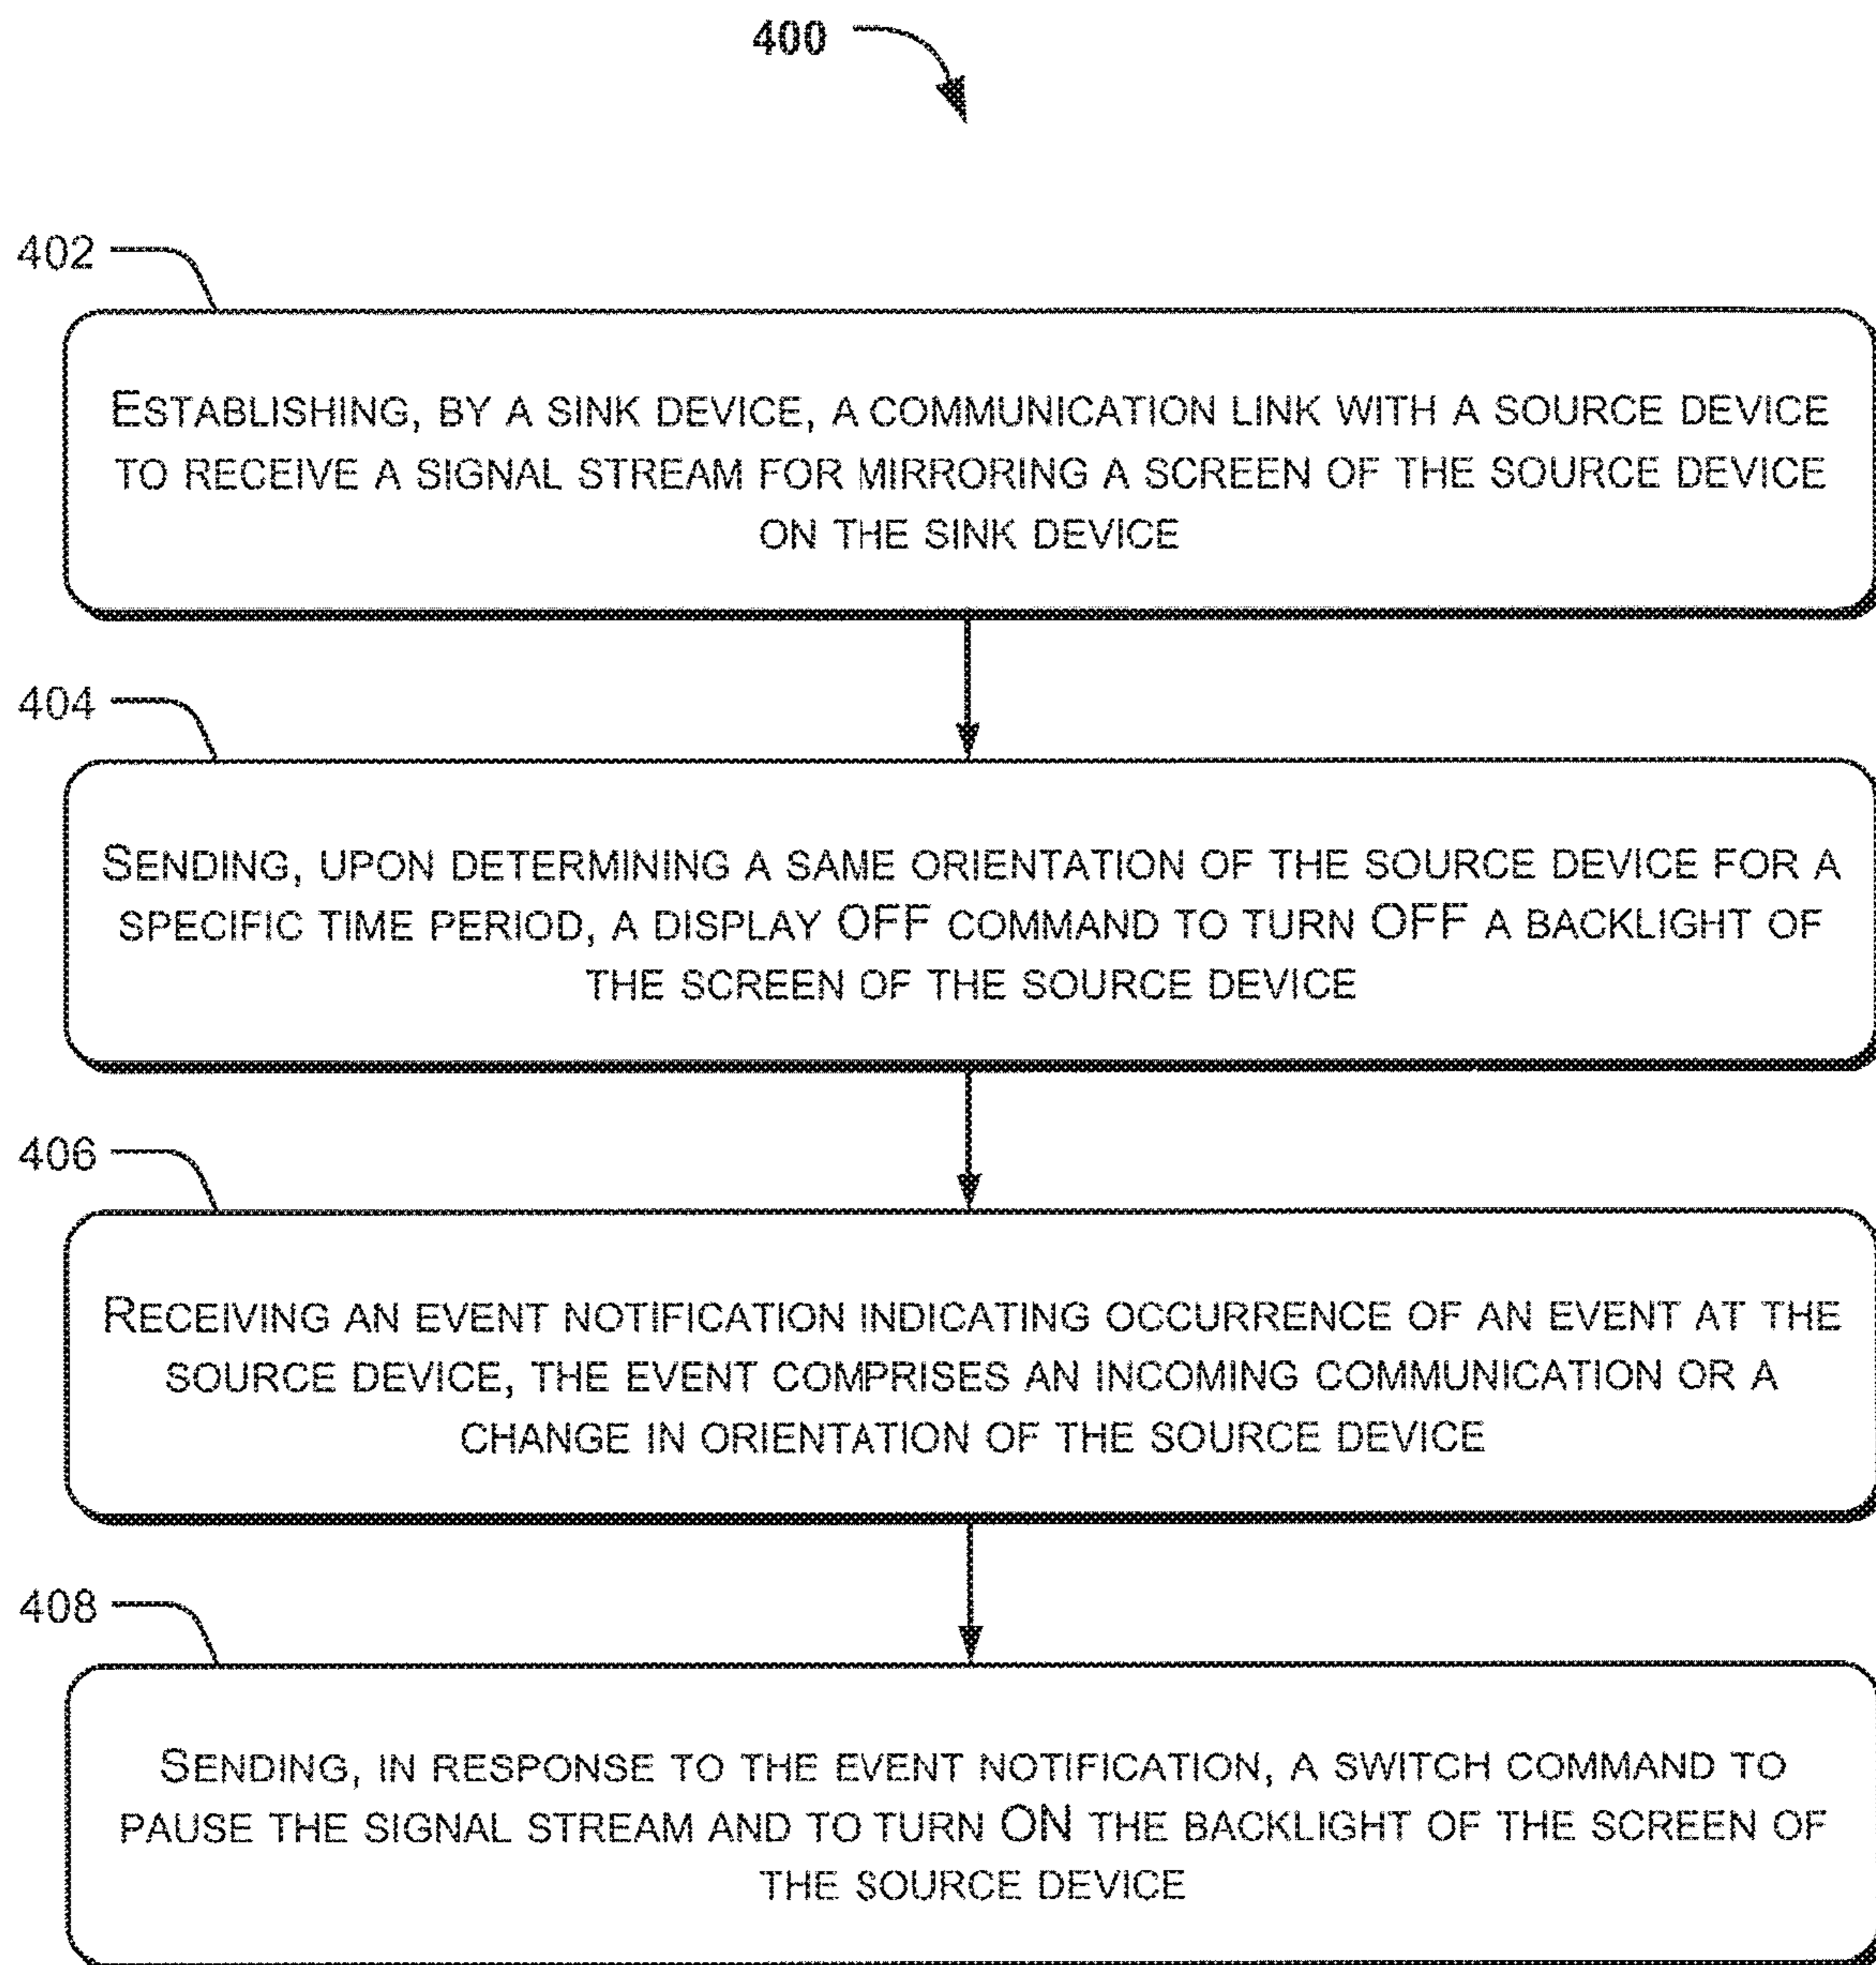 400
402
ESTABLISHING, BY A SINK DEVICE, A COMMUNICATION LINK WITH A SOURCE DEVICE
TO RECEIVE A SIGNAL STREAM FOR MIRRORING A SCREEN OF THE SOURCE DEVICE
ON THE SINK DEVICE
404
SENDING, UPON DETERMINING A SAME ORIENTATION OF THE SOURCE DEVICE FOR A
SPECIFIC TIME PERIOD, A DISPLAY OFF COMMAND TO TURN OFF A BACKLIGHT OF
THE SCREEN OF THE SOURCE DEVICE
406
RECEIVING AN EVENT NOTIFICATION INDICATING OCCURRENCE OF AN EVENT AT THE
SOURCE DEVICE, THE EVENT COMPRISES AN INCOMING COMMUNICATION OR A
CHANGE IN ORIENTATION OF THE SOURCE DEVICE
408
SENDING, IN RESPONSE TO THE EVENT NOTIFICATION, A SWITCH COMMAND TO
PAUSE THE SIGNAL STREAM AND TO TURN ON THE BACKLIGHT OF THE SCREEN OF
THE SOURCE DEVICE